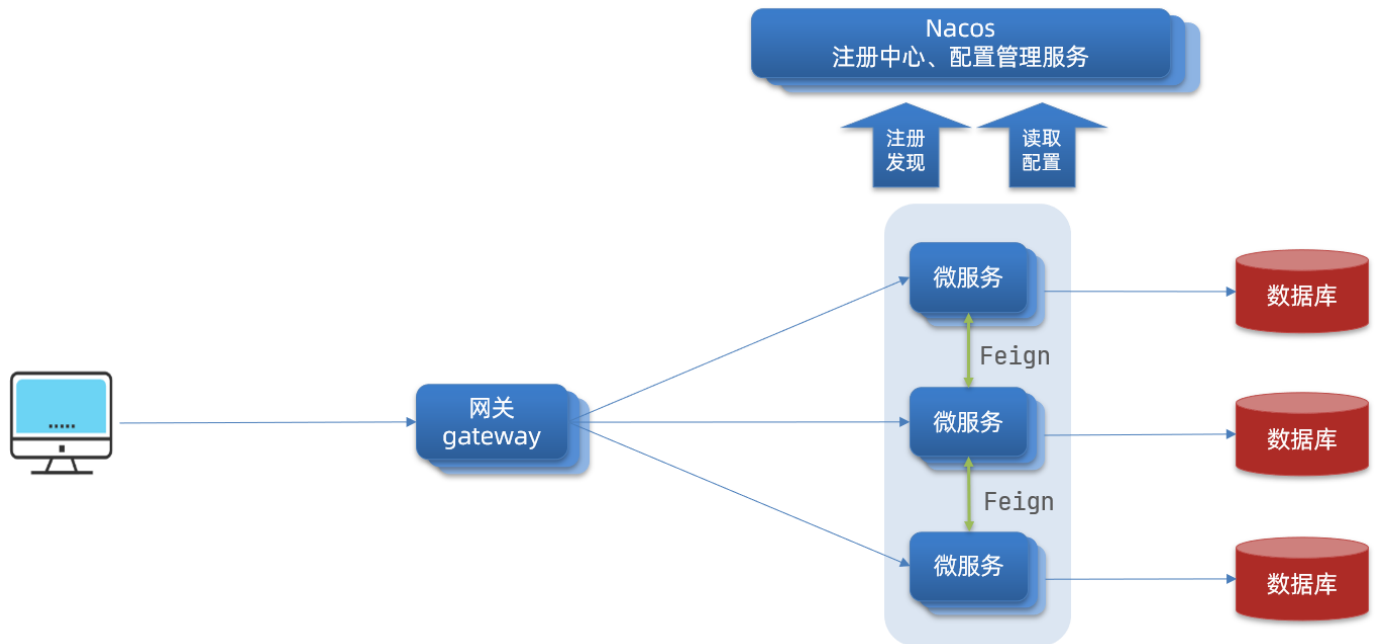 Nacos
注册中心、配置管理服务
注册
发现
读取
配置
微服务
数据库
Feign
网关
gateway
微服务
数据库
Feign
微服务
数据库